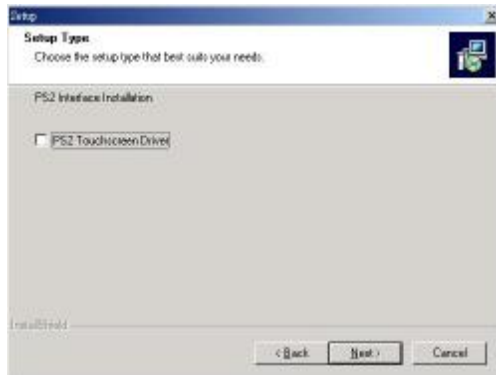 Setup
Setup Type
Choose the setup type that best suits your needs.
PS2 Interface Installation
PS2 Touchscreen Driver
InstallShield
< Back
Next >
Cancel